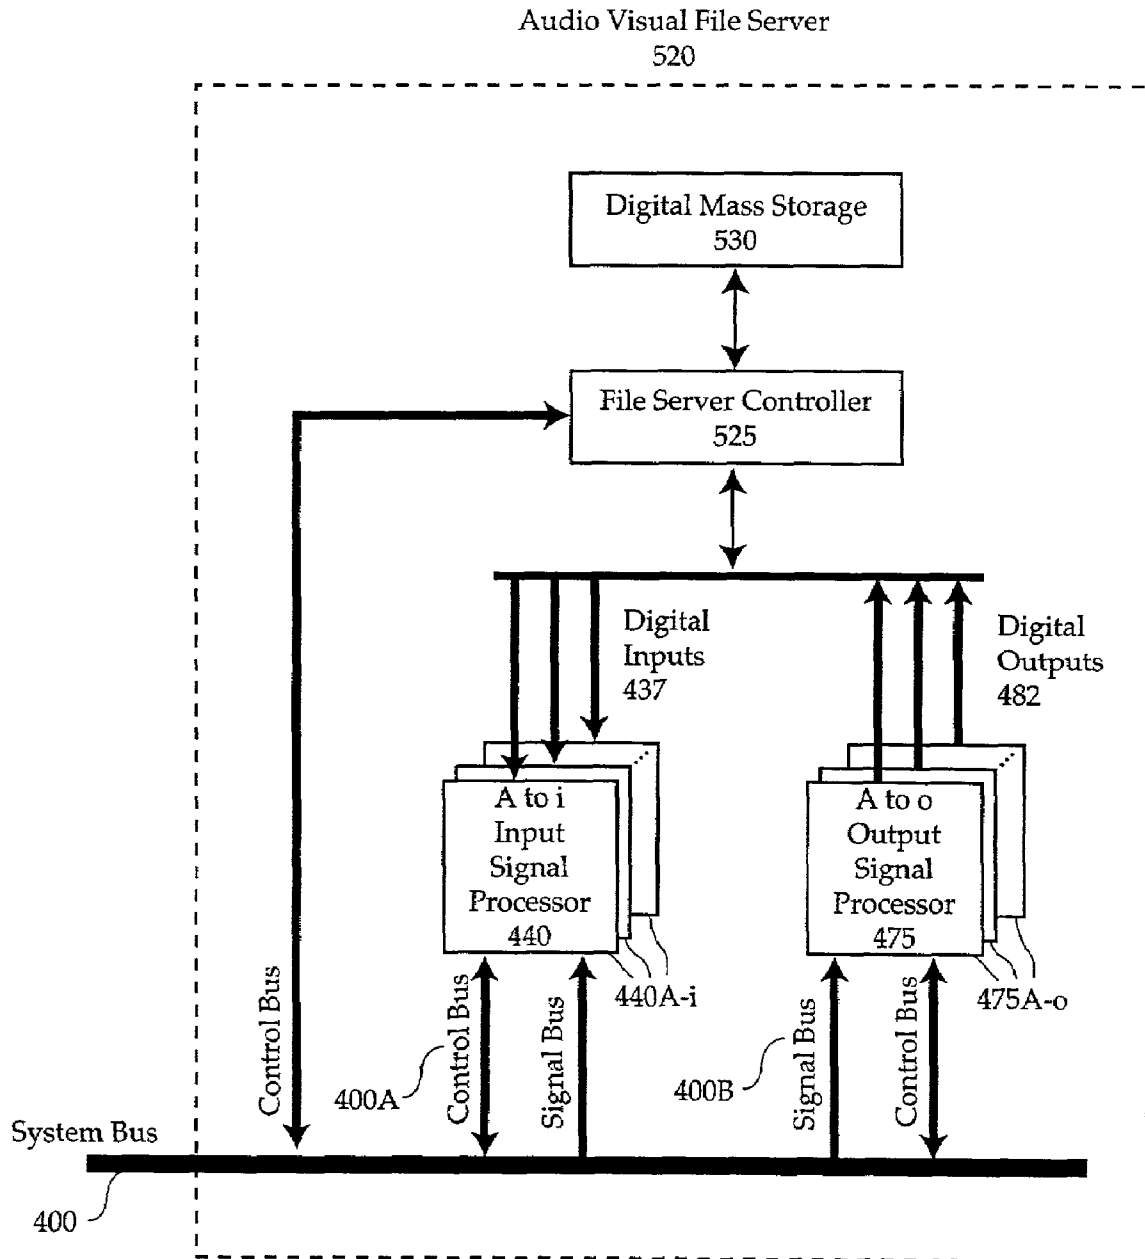 Audio Visual File Server
520
Digital Mass Storage
530
File Server Controller
525
Digital
Inputs
437
Digital
Outputs
482
A to i
Input
Signal
Processor
440
A to o
Output
Signal
Processor
475
440A-i
475A-o
Control Bus
400A
Control Bus
Signal Bus
400B
Signal Bus
Control Bus
System Bus
400